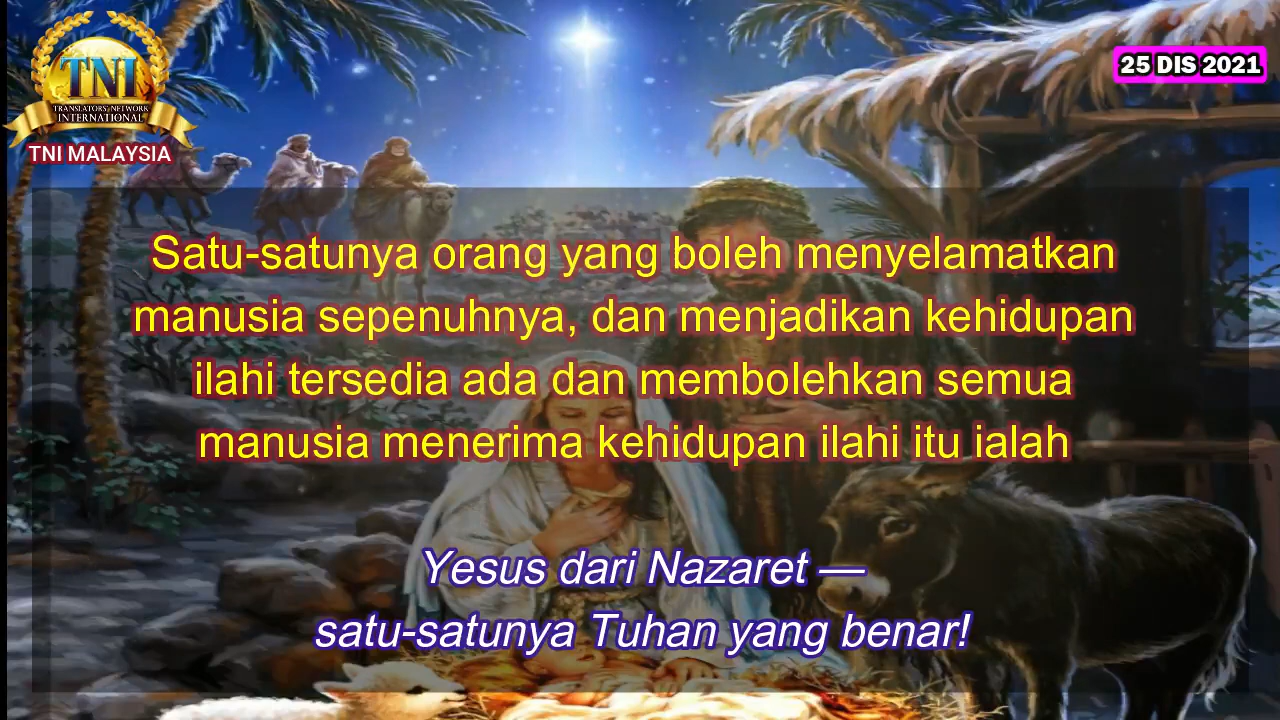 TNI
TRANSLATORS' NETWORK
INTERNATIONAL
TNI MALAYSIA
25 DIS 2021
Satu-satunya orang yang boleh menyelamatkan
manusia sepenuhnya, dan menjadikan kehidupan
ilahi tersedia ada dan membolehkan semua
manusia menerima kehidupan ilahi itu ialah
Yesus dari Nazaret —
satu-satunya Tuhan yang benar!